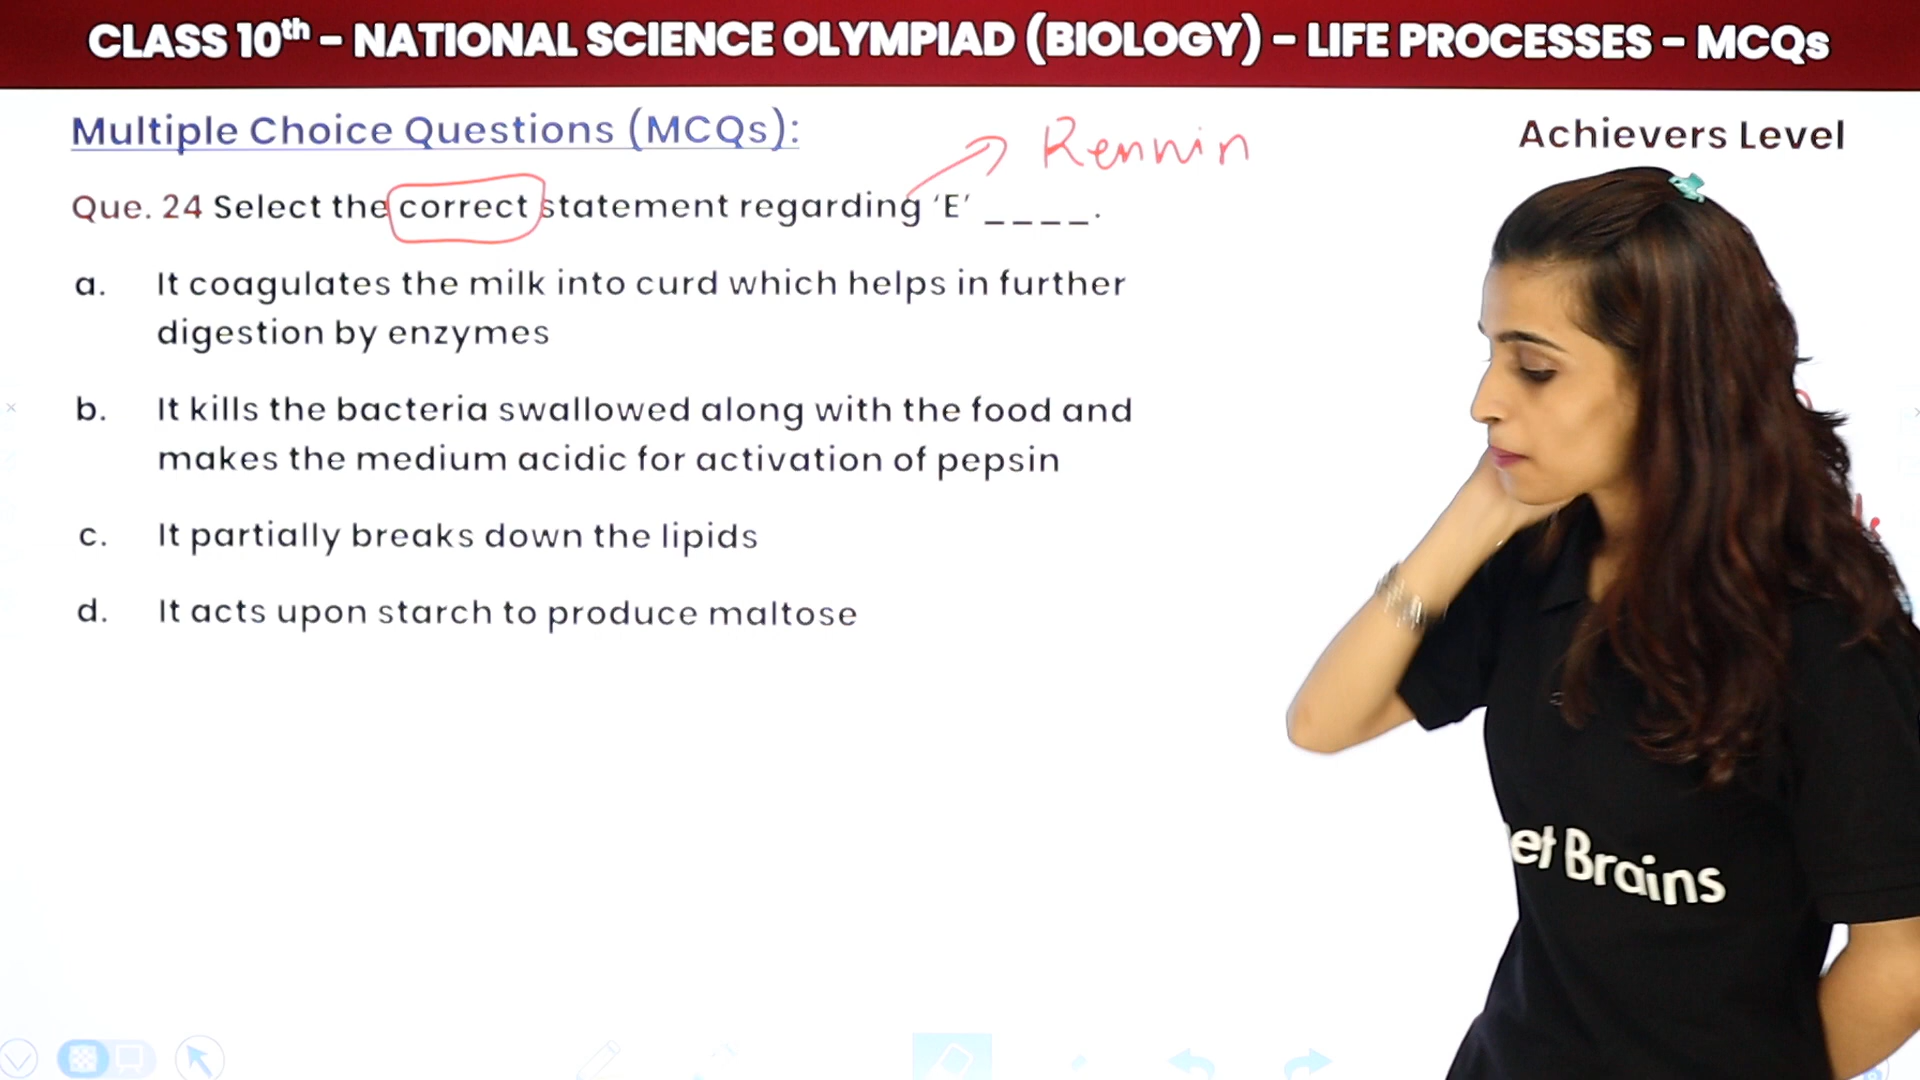 CLASS 10th - NATIONAL SCIENCE OLYMPIAD (BIOLOGY) - LIFE PROCESSES - MCQs
Multiple Choice Questions (MCQs):
Rennin
Achievers Level
Que. 24 Select the correct statement regarding 'E' _ _ _ _.
a. It coagulates the milk into curd which helps in further
digestion by enzymes
b. It kills the bacteria swallowed along with the food and
makes the medium acidic for activation of pepsin
c. It partially breaks down the lipids
d. It acts upon starch to produce maltose
et Brains